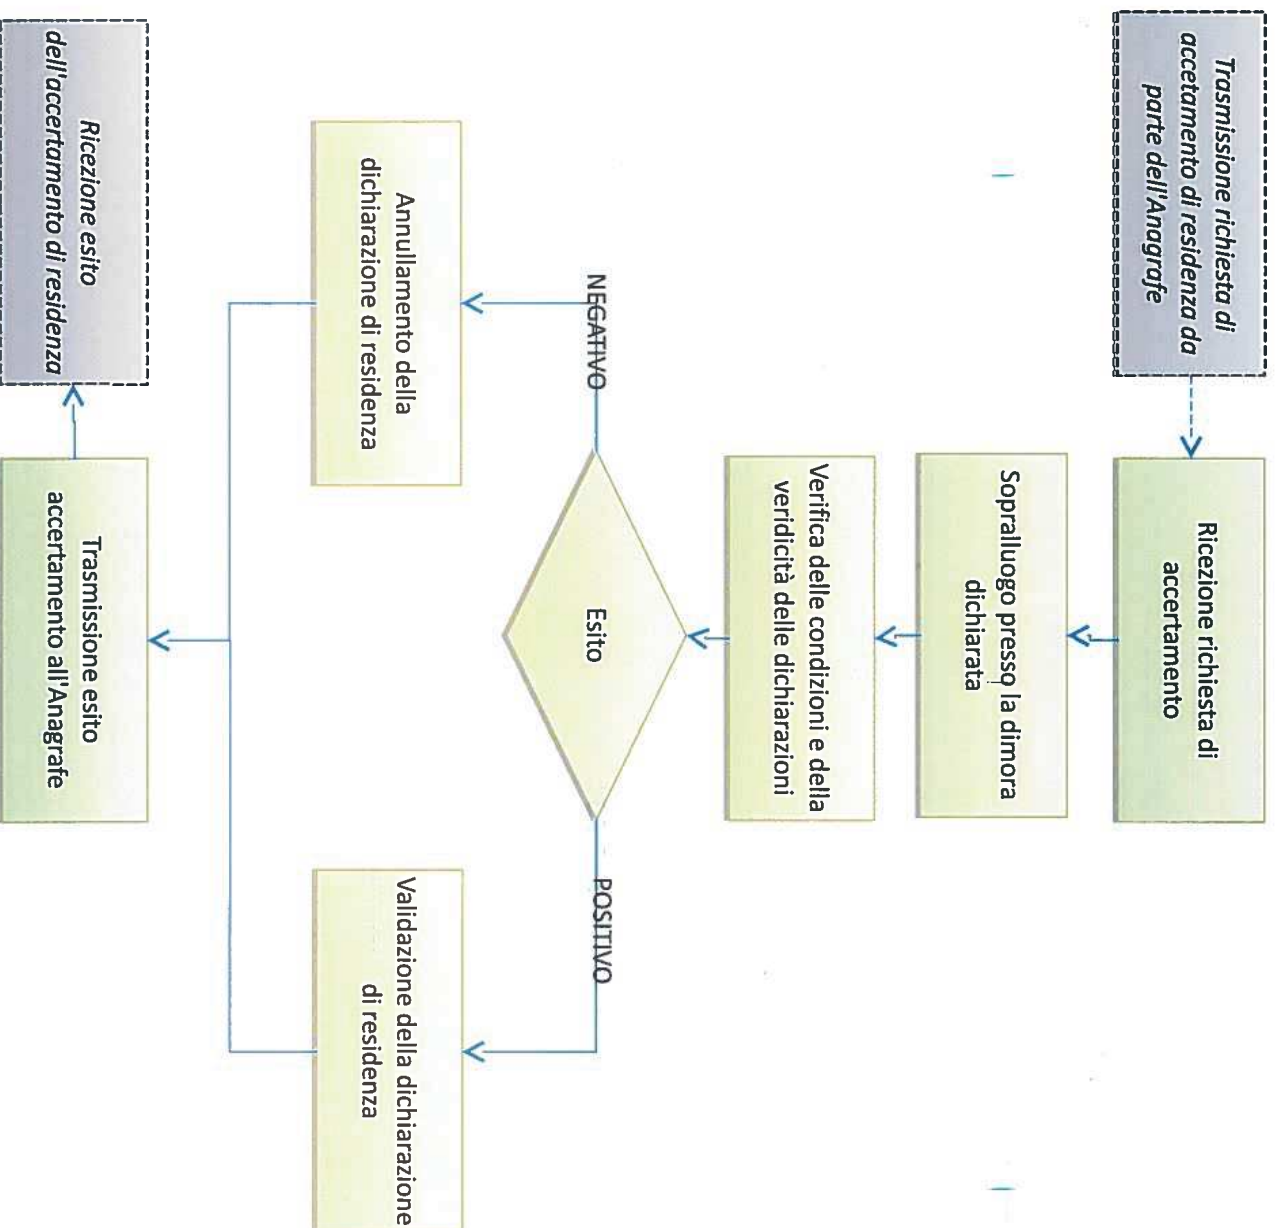 Trasmissione richiesta di
accetamento di residenza da
parte dell'Anagrafe
Ricezione richiesta di
accertamento
Sopralluogo presso la dimora
dichiarata
Verifica delle condizioni e della
veridicità delle dichiarazioni
Esito
NEGATIVO
POSITIVO
Annullamento della
dichiarazione di residenza
Validazione della dichiarazione
di residenza
Trasmissione esito
accertamento all'Anagrafe
Ricezione esito
dell'accertamento di residenza